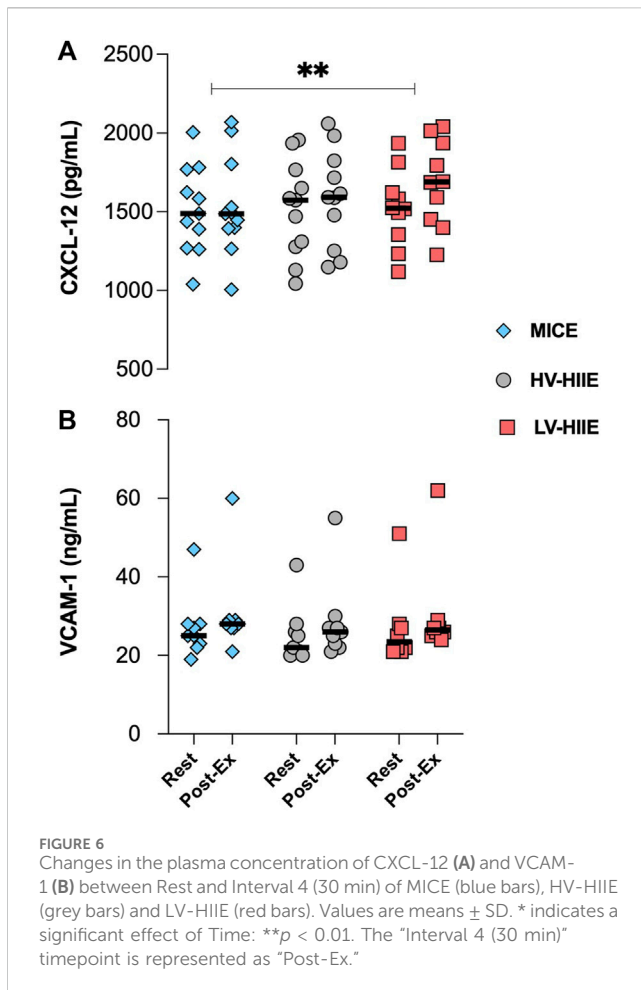 A
2500
**
2000
1500
1000
500
CXCL-12 (pg/mL)
MICE
HV-HIIE
LV-HIIE
B
80
60
40
20
0
VCAM-1 (ng/mL)
Rest
Post-Ex
Rest
Post-Ex
Rest
Post-Ex
FIGURE 6
Changes in the plasma concentration of CXCL-12 (A) and VCAM-
1 (B) between Rest and Interval 4 (30 min) of MICE (blue bars), HV-HIIE
(grey bars) and LV-HIIE (red bars). Values are means ± SD. * indicates a
significant effect of Time: **p < 0.01. The “Interval 4 (30 min)”
timepoint is represented as “Post-Ex.”